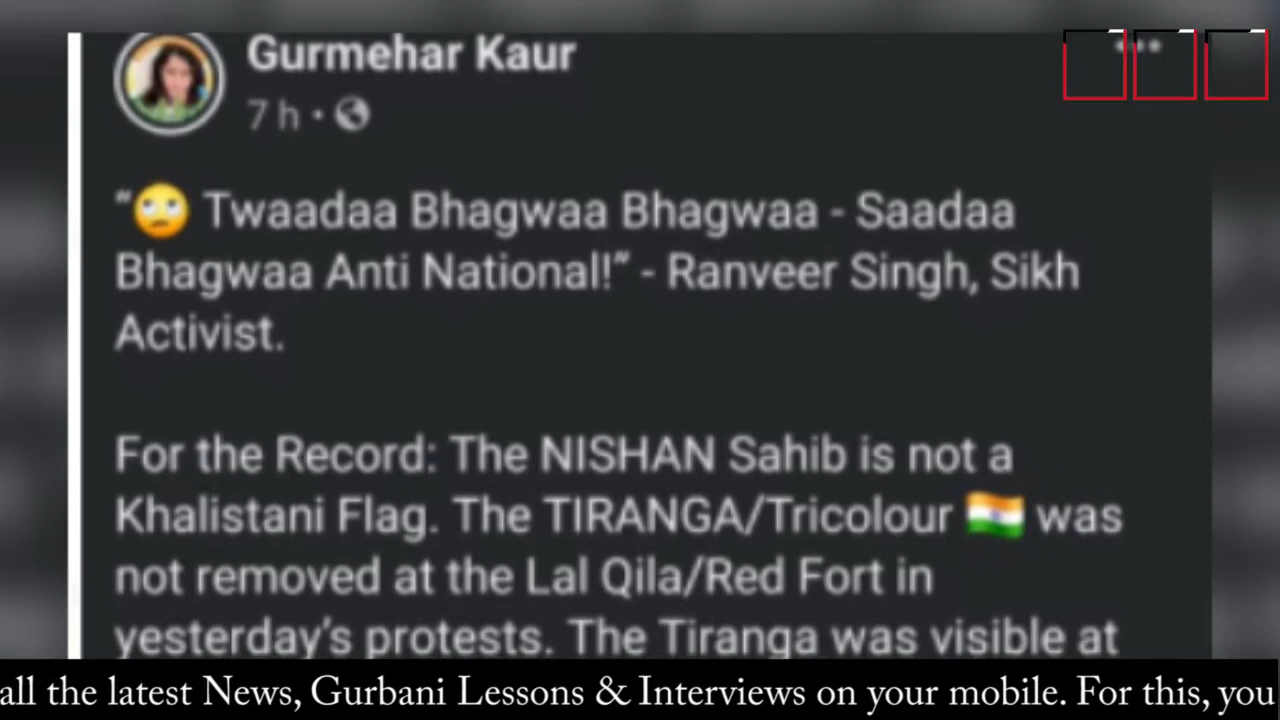 Gurmehar Kaur
7 h •
“🙄 Twaadaa Bhagwaa Bhagwaa - Saadaa
Bhagwaa Anti National!” - Ranveer Singh, Sikh
Activist.
For the Record: The NISHAN Sahib is not a
Khalistani Flag. The TIRANGA/Tricolour 🇮🇳 was
not removed at the Lal Qila/Red Fort in
yesterday's protests. The Tiranga was visible at
all the latest News, Gurbani Lessons & Interviews on your mobile. For this, you